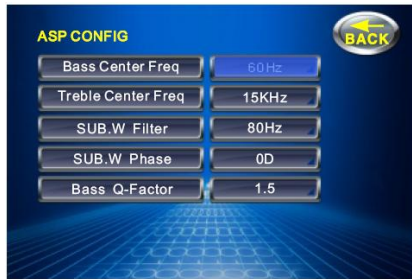 ASP CONFIG
BACK
Bass Center Freq 60Hz
Treble Center Freq 15KHz
SUB.W Filter 80Hz
SUB.W Phase 0D
Bass Q-Factor 1.5